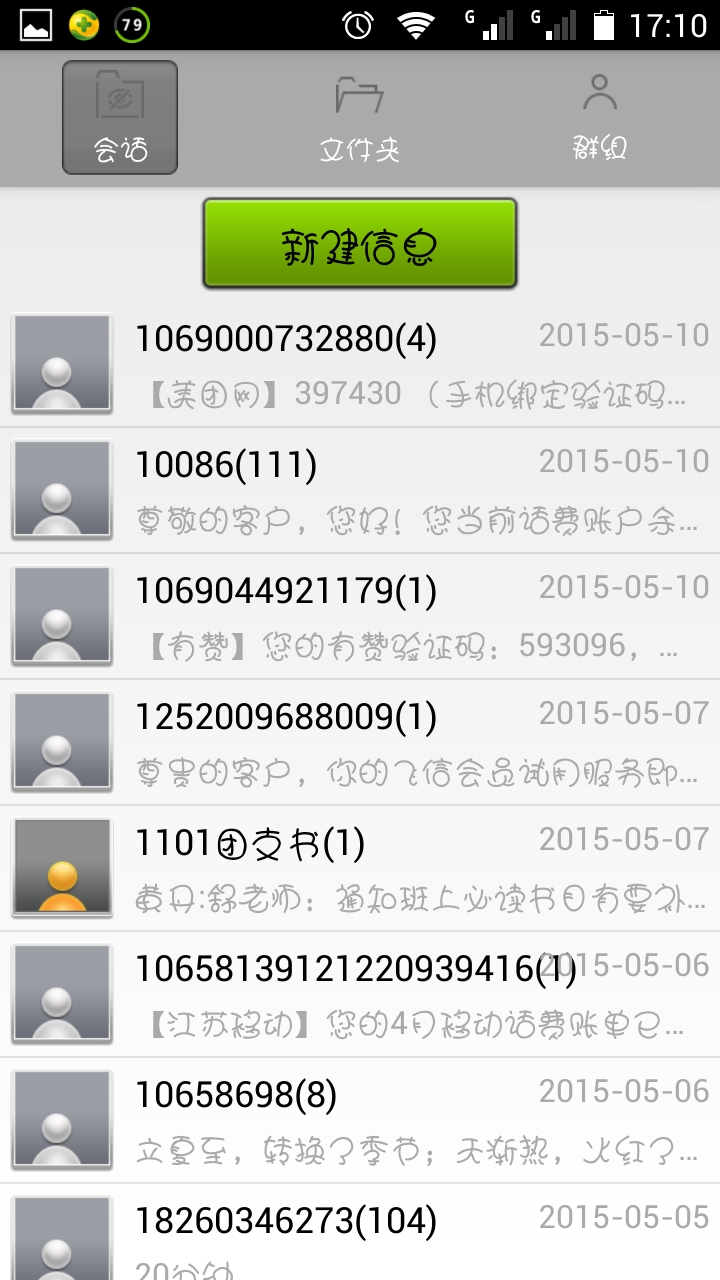 79 G G 17:10
会话 文件夹 群组
新建信息
1069000732880(4) 2015-05-10
【美团网】397430 （手机绑定验证码...
10086(111) 2015-05-10
尊敬的客户，您好！您当前话费账户余...
1069044921179(1) 2015-05-10
【有赞】您的有赞验证码：593096，...
1252009688009(1) 2015-05-07
尊贵的客户，你的飞信会员试用服务即...
1101团支书(1) 2015-05-07
黄丹:舒老师：通知班上必读书目有要补...
10658139121220939416(1) 2015-05-06
【江苏移动】您的4月移动话费账单已...
10658698(8) 2015-05-06
立夏至，转换了季节；天渐热，火红了...
18260346273(104) 2015-05-05
20分钟